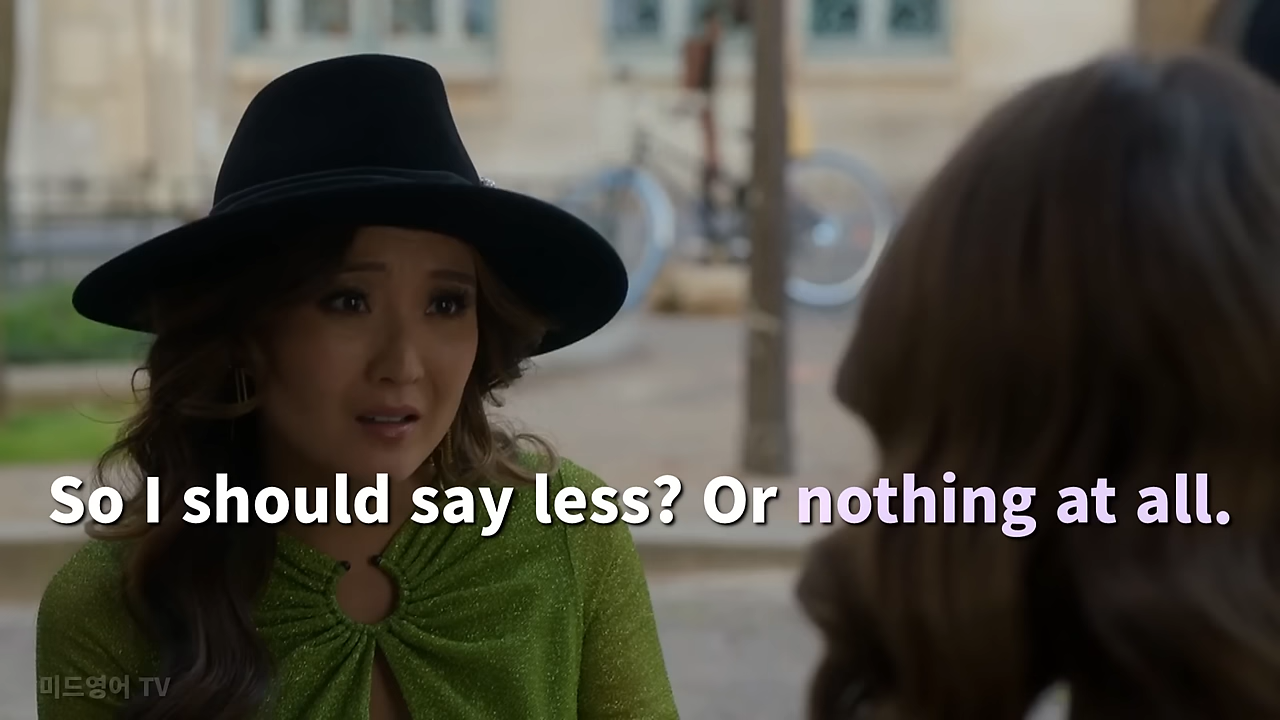 So I should say less? Or nothing at all.
미드영어 TV